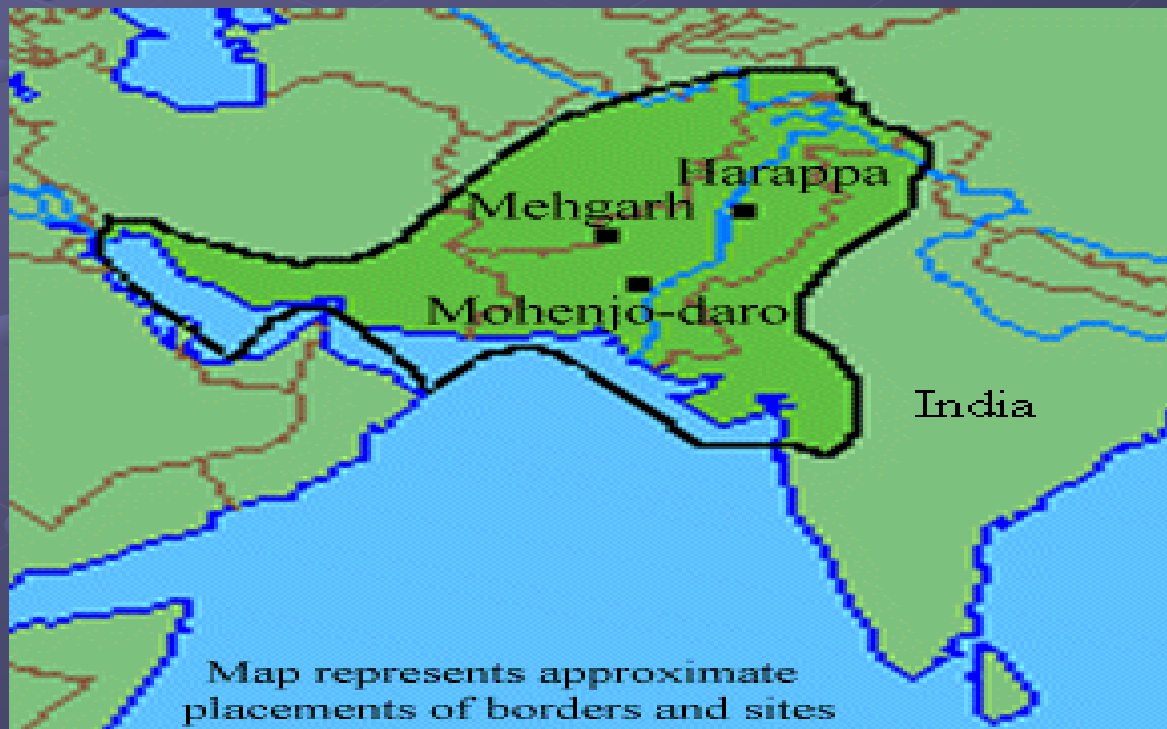 Harappa
Mehgarh
Mohenjo-daro
India
Map represents approximate
placements of borders and sites